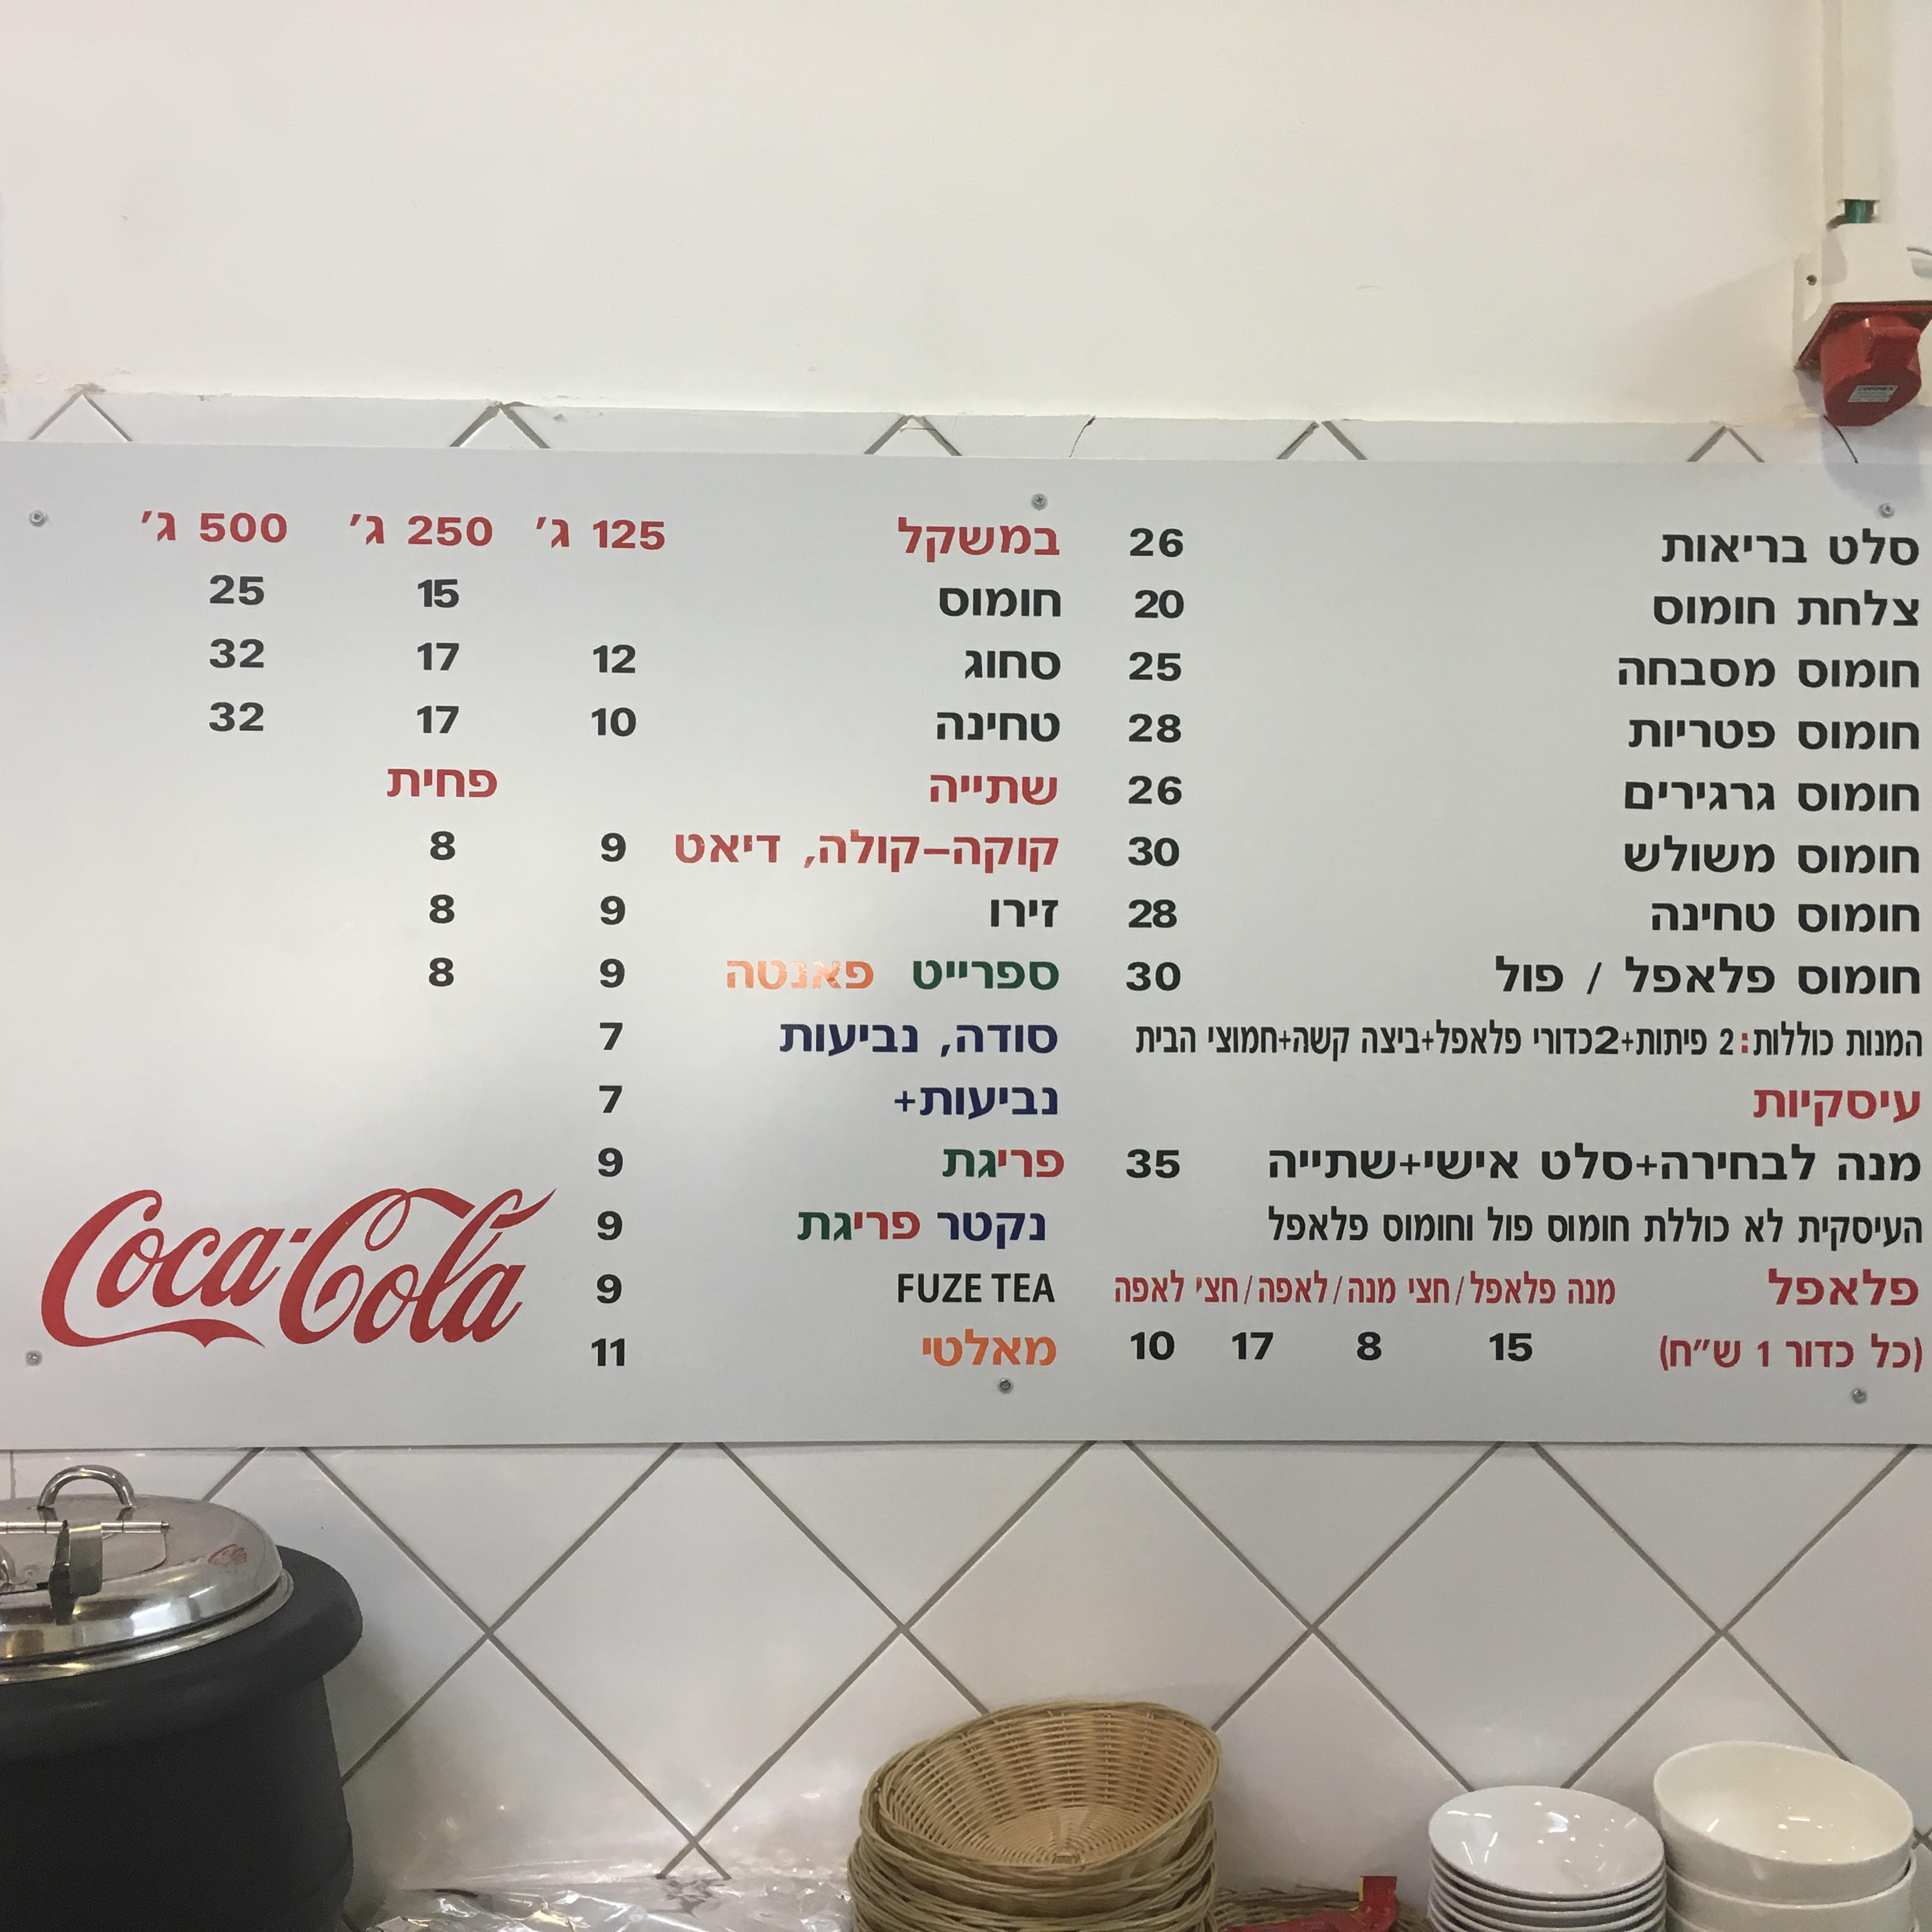 סלט בריאות 26
צלחת חומוס 20
חומוס מסבחה 25
חומוס פטריות 28
חומוס גרגירים 26
חומוס משולש 30
חומוס טחינה 28
חומוס פלאפל / פול 30
המנות כוללות: 2 פיתות+2כדורי פלאפל+ביצה קשה+חמוצי הבית
עיסקיות
מנה לבחירה+סלט אישי+שתייה 35
העיסקית לא כוללת חומוס פול וחומוס פלאפל
פלאפל מנה פלאפל/חצי מנה/לאפה/חצי לאפה
(כל כדור 1 ש״ח) 15 8 17 10
במשקל 125 ג׳ 250 ג׳ 500 ג׳
חומוס 15 25
סחוג 12 17 32
טחינה 10 17 32
שתייה פחית
קוקה-קולה, דיאט 9 8
זירו 9 8
ספרייט פאנטה 9 8
סודה, נביעות 7
נביעות+ 7
פריגת 9
נקטר פריגת 9
FUZE TEA 9
מאלטי 11
Coca-Cola